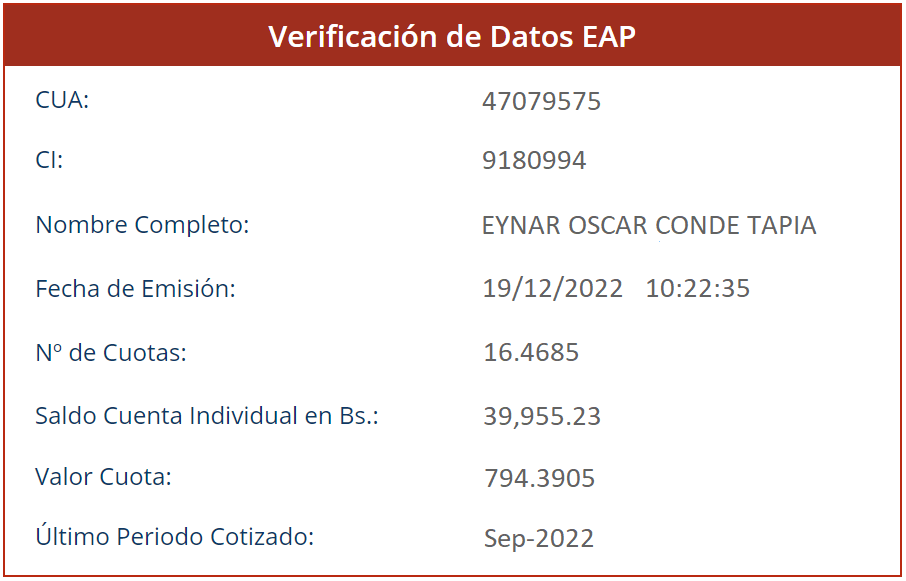 Verificación de Datos EAP
CUA: 47079575
CI: 9180994
Nombre Completo: EYNAR OSCAR CONDE TAPIA
Fecha de Emisión: 19/12/2022 10:22:35
Nº de Cuotas: 16.4685
Saldo Cuenta Individual en Bs.: 39,955.23
Valor Cuota: 794.3905
Último Periodo Cotizado: Sep-2022